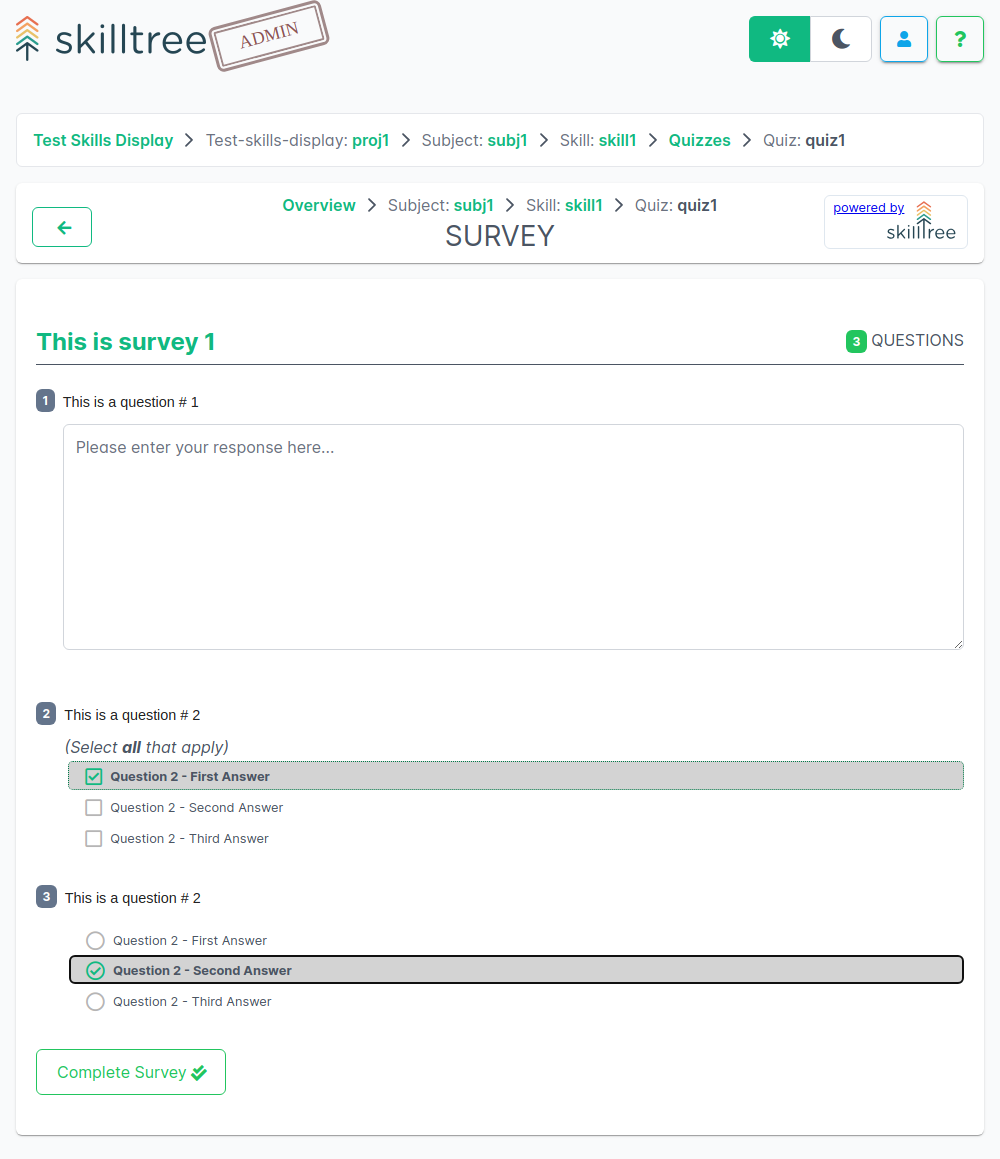 skilltree ADMIN ?
Test Skills Display Test-skills-display: proj1 Subject: subj1 Skill: skill1 Quizzes Quiz: quiz1
Overview Subject: subj1 Skill: skill1 Quiz: quiz1
SURVEY
powered by
skilltree
This is survey 1
3 QUESTIONS
1 This is a question # 1
Please enter your response here...
2 This is a question # 2
(Select all that apply)
Question 2 - First Answer
Question 2 - Second Answer
Question 2 - Third Answer
3 This is a question # 2
Question 2 - First Answer
Question 2 - Second Answer
Question 2 - Third Answer
Complete Survey